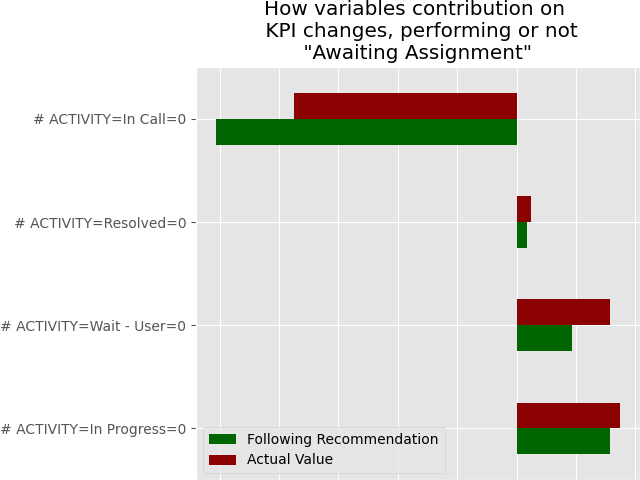 How variables contribution on
KPI changes, performing or not
"Awaiting Assignment"
# ACTIVITY=In Call=0
# ACTIVITY=Resolved=0
# ACTIVITY=Wait - User=0
# ACTIVITY=In Progress=0
Following Recommendation
Actual Value